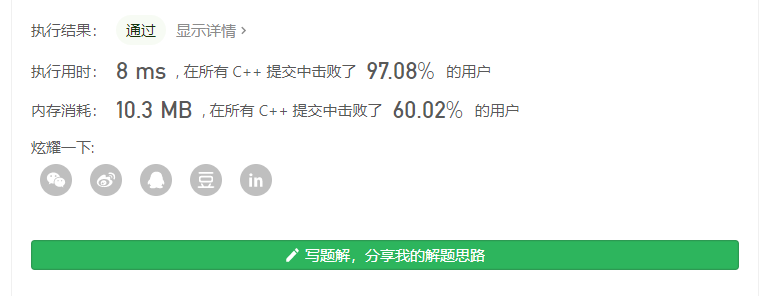 执行结果： 通过 显示详情 >
执行用时： 8 ms , 在所有 C++ 提交中击败了 97.08% 的用户
内存消耗： 10.3 MB , 在所有 C++ 提交中击败了 60.02% 的用户
炫耀一下:
豆 in
写题解，分享我的解题思路